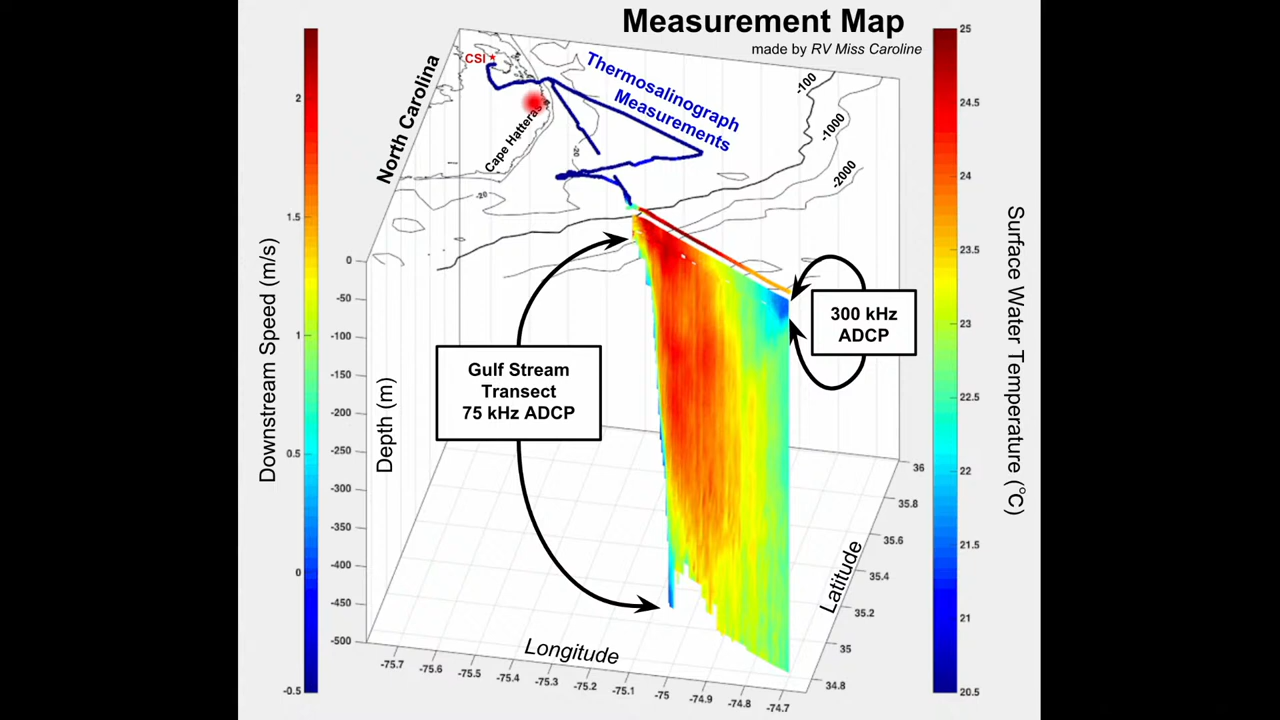 Measurement Map
made by RV Miss Caroline
CSI
North Carolina
Cape Hatteras
Thermosalinograph
Measurements
-100
-1000
-2000
-20
-20
Downstream Speed (m/s)
2
1.5
1
0.5
0
-0.5
Depth (m)
0
-50
-100
-150
-200
-250
-300
-350
-400
-450
-500
Gulf Stream
Transect
75 kHz ADCP
300 kHz
ADCP
Longitude
-75.7
-75.6
-75.5
-75.4
-75.3
-75.2
-75.1
-75
-74.9
-74.8
-74.7
Latitude
36
35.8
35.6
35.4
35.2
35
34.8
Surface Water Temperature (°C)
25
24.5
24
23.5
23
22.5
22
21.5
21
20.5